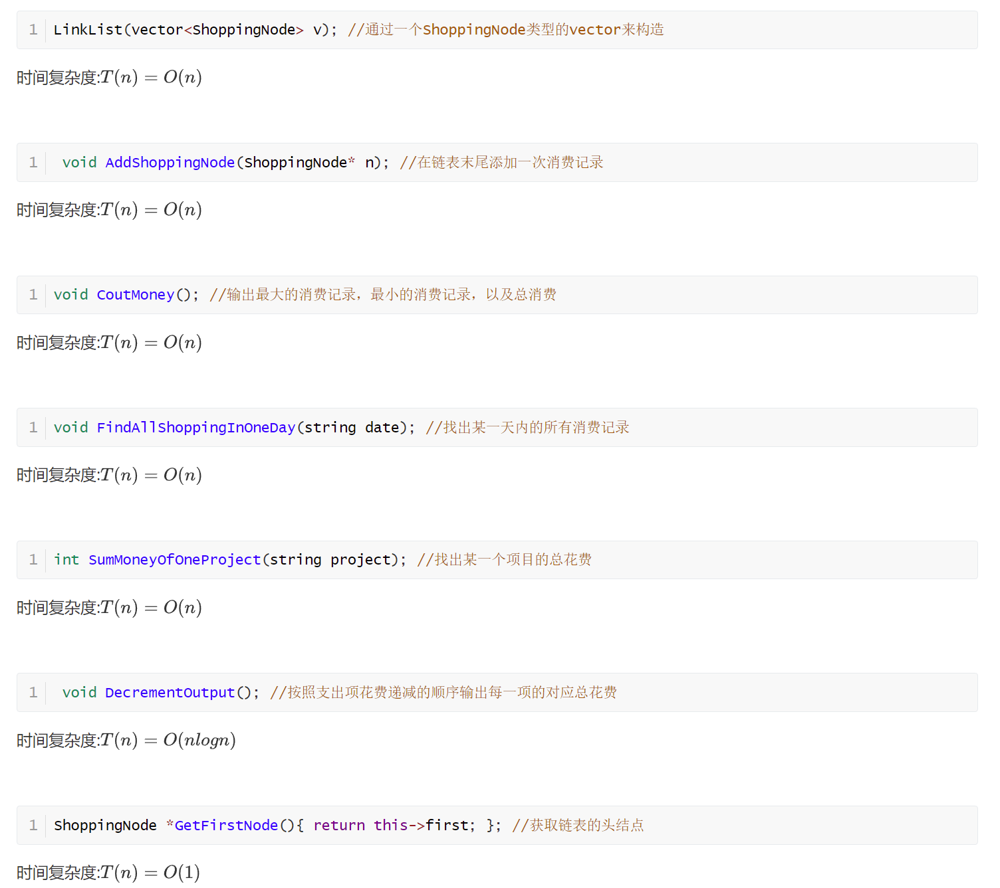 1 LinkList(vector<ShoppingNode> v); //通过一个ShoppingNode类型的vector来构造
时间复杂度:T(n) = O(n)
1 void AddShoppingNode(ShoppingNode* n); //在链表末尾添加一次消费记录
时间复杂度:T(n) = O(n)
1 void CoutMoney(); //输出最大的消费记录，最小的消费记录，以及总消费
时间复杂度:T(n) = O(n)
1 void FindAllShoppingInOneDay(string date); //找出某一天内的所有消费记录
时间复杂度:T(n) = O(n)
1 int SumMoneyOfOneProject(string project); //找出某一个项目的总花费
时间复杂度:T(n) = O(n)
1 void DecrementOutput(); //按照支出项花费递减的顺序输出每一项的对应总花费
时间复杂度:T(n) = O(nlogn)
1 ShoppingNode *GetFirstNode(){ return this->first; }; //获取链表的头结点
时间复杂度:T(n) = O(1)